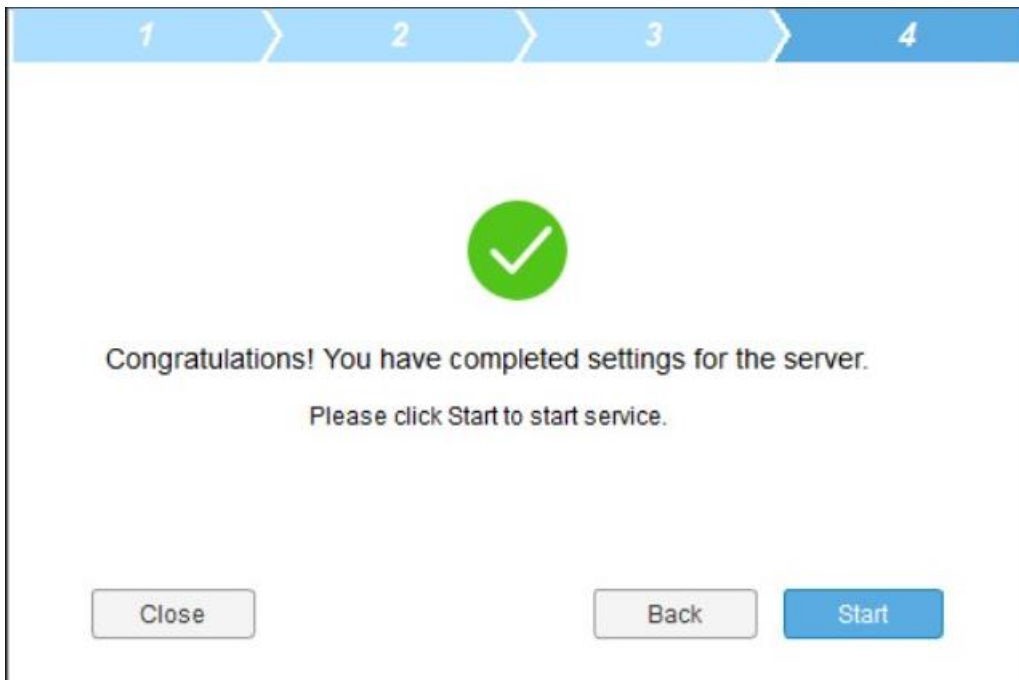 1 2 3 4
Congratulations! You have completed settings for the server.
Please click Start to start service.
Close Back Start